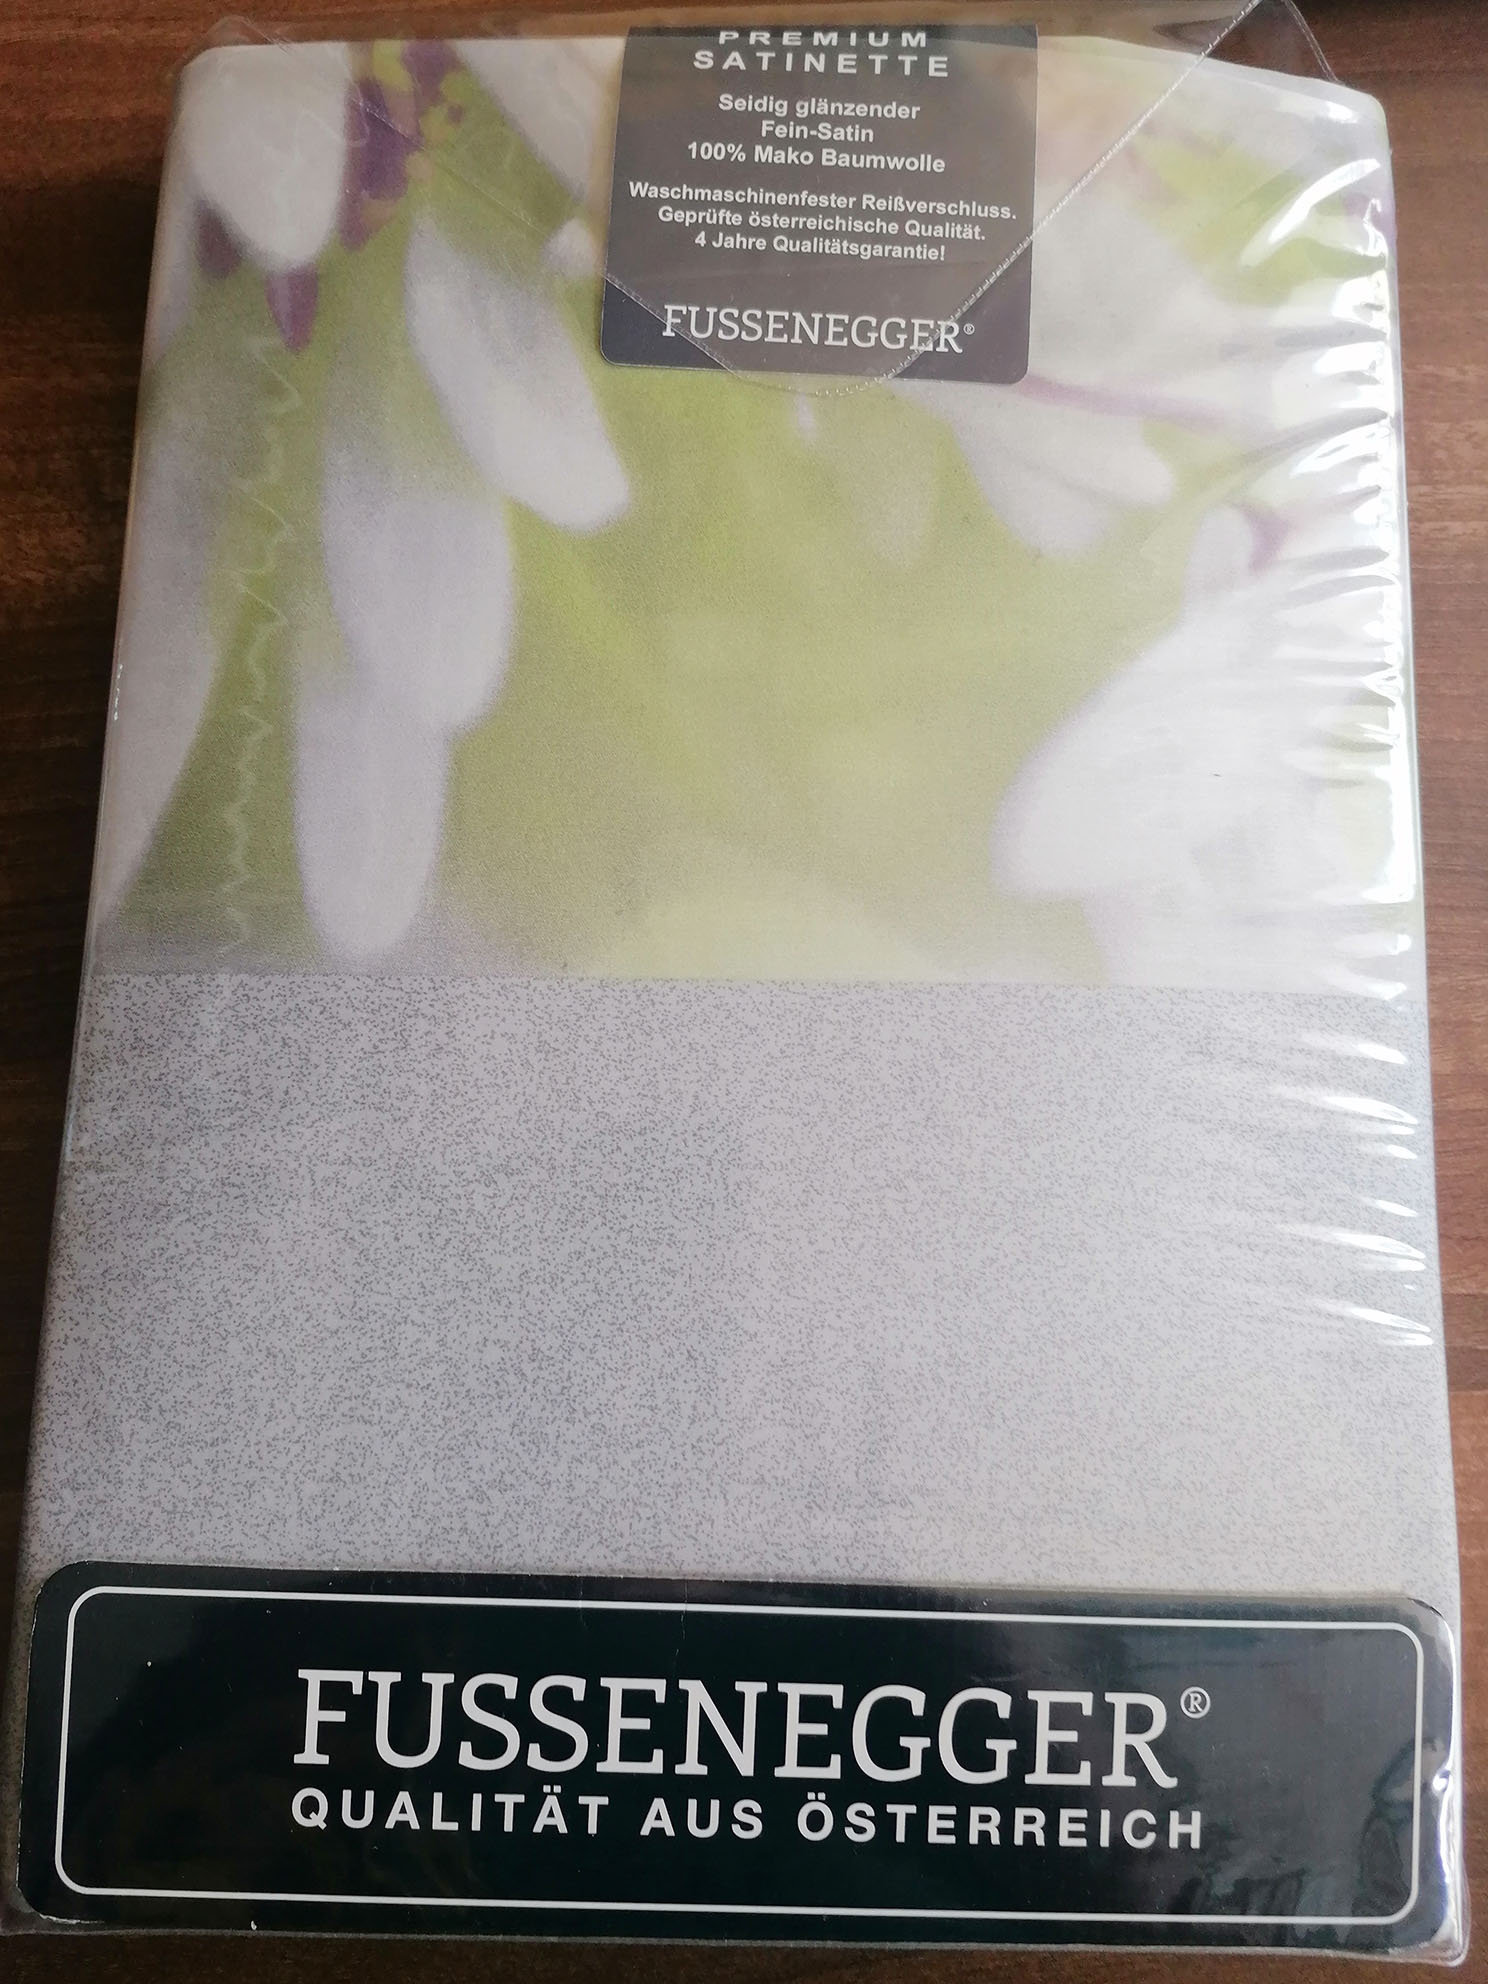 PREMIUM
SATINETTE
Seidig glänzender
Fein-Satin
100% Mako Baumwolle
Waschmaschinenfester Reißverschluss.
Geprüfte österreichische Qualität.
4 Jahre Qualitätsgarantie!
FUSSENEGGER®
FUSSENEGGER®
QUALITÄT AUS ÖSTERREICH